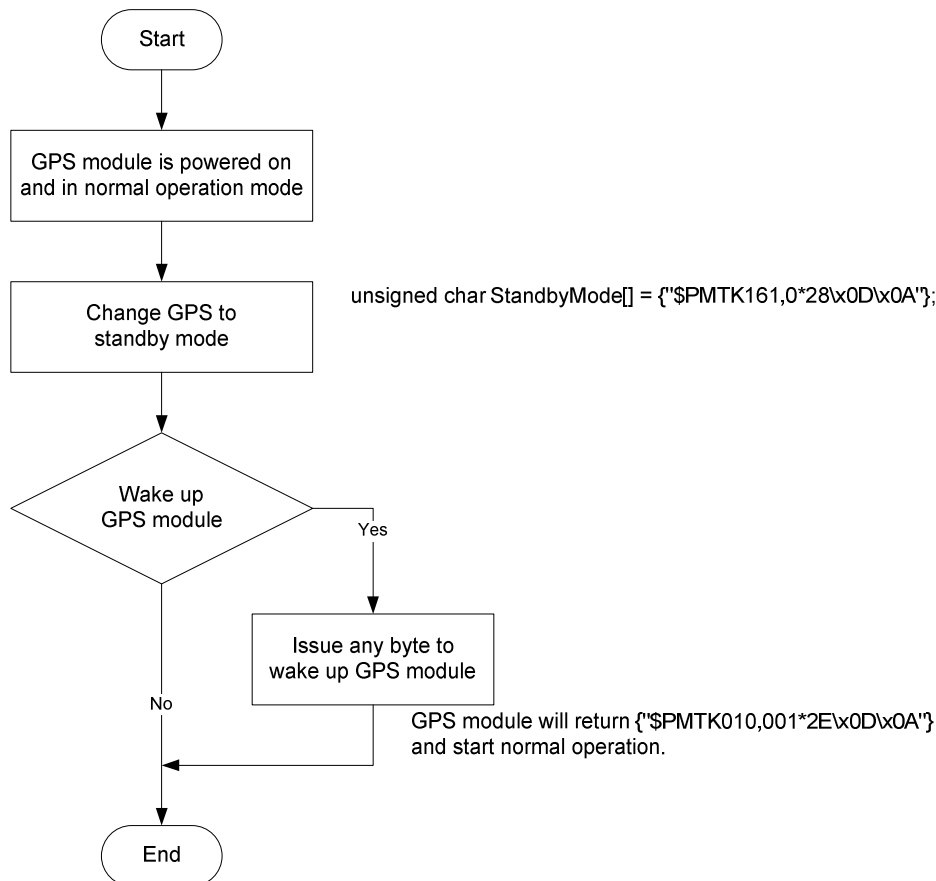 Start
GPS module is powered on
and in normal operation mode
Change GPS to
standby mode
unsigned char StandbyMode[] = {"$PMTK161,0*28\x0D\x0A"};
Wake up
GPS module
Yes
Issue any byte to
wake up GPS module
No
GPS module will return {"$PMTK010,001*2E\x0D\x0A"}
and start normal operation.
End